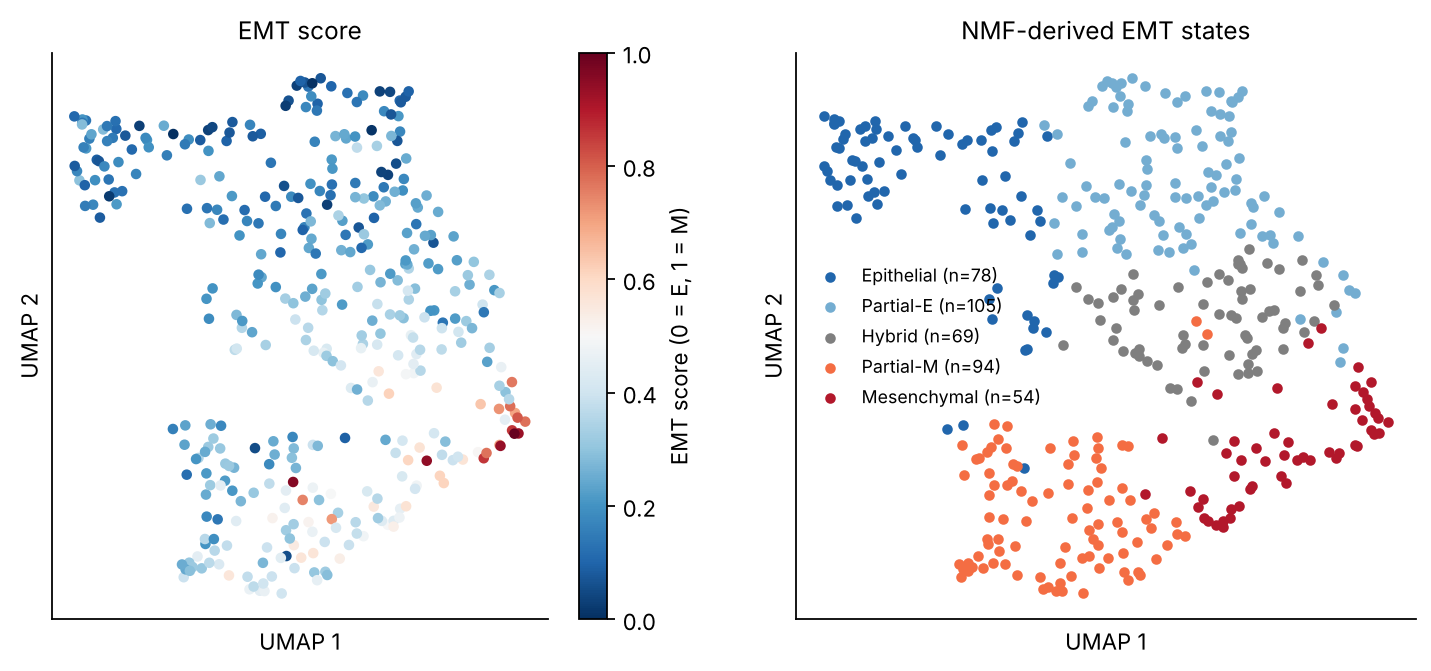 EMT score
UMAP 2
UMAP 1
1.0
0.8
0.6
0.4
0.2
0.0
EMT score (0 = E, 1 = M)
NMF-derived EMT states
UMAP 2
Epithelial (n=78)
Partial-E (n=105)
Hybrid (n=69)
Partial-M (n=94)
Mesenchymal (n=54)
UMAP 1